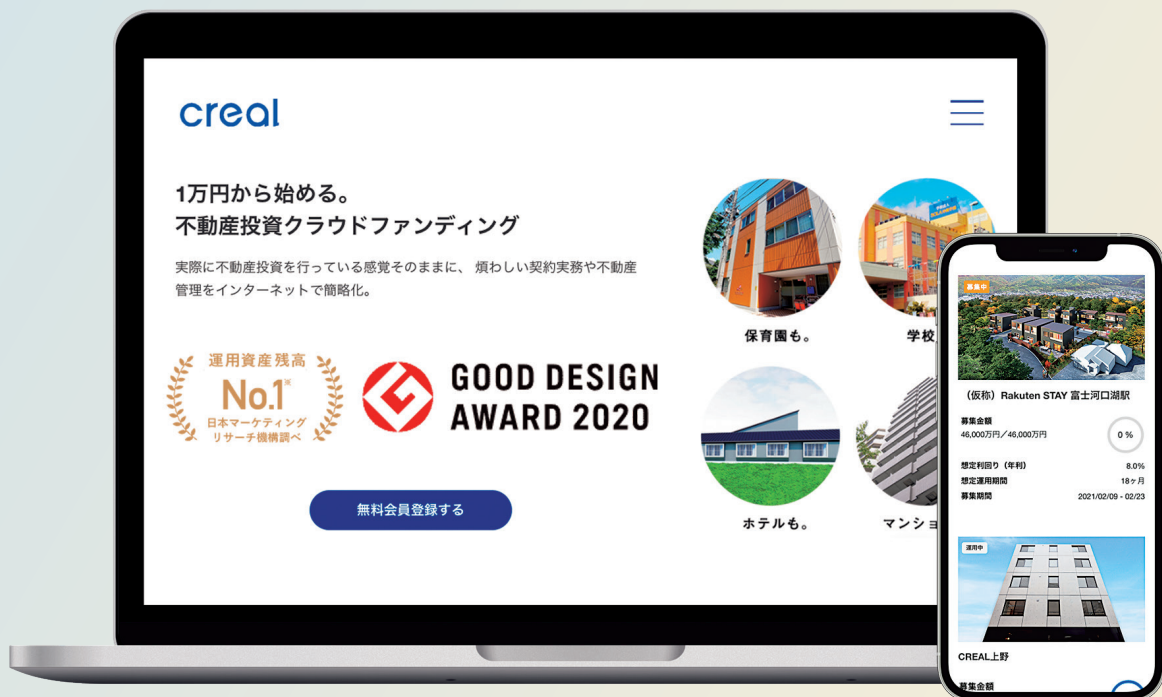 creal
1万円から始める。
不動産投資クラウドファンディング
実際に不動産投資を行っている感覚そのままに、 煩わしい契約実務や不動産
管理をインターネットで簡略化。
運用資産残高
No.1※
日本マーケティング
リサーチ機構調べ
GOOD DESIGN
AWARD 2020
無料会員登録する
保育園も。
学校
ホテルも。
マンショ
募集中
（仮称）Rakuten STAY 富士河口湖駅
募集金額
46,000万円／46,000万円
0 %
想定利回り（年利） 8.0%
想定運用期間 18ヶ月
募集期間 2021/02/09 - 02/23
運用中
CREAL上野
募集金額